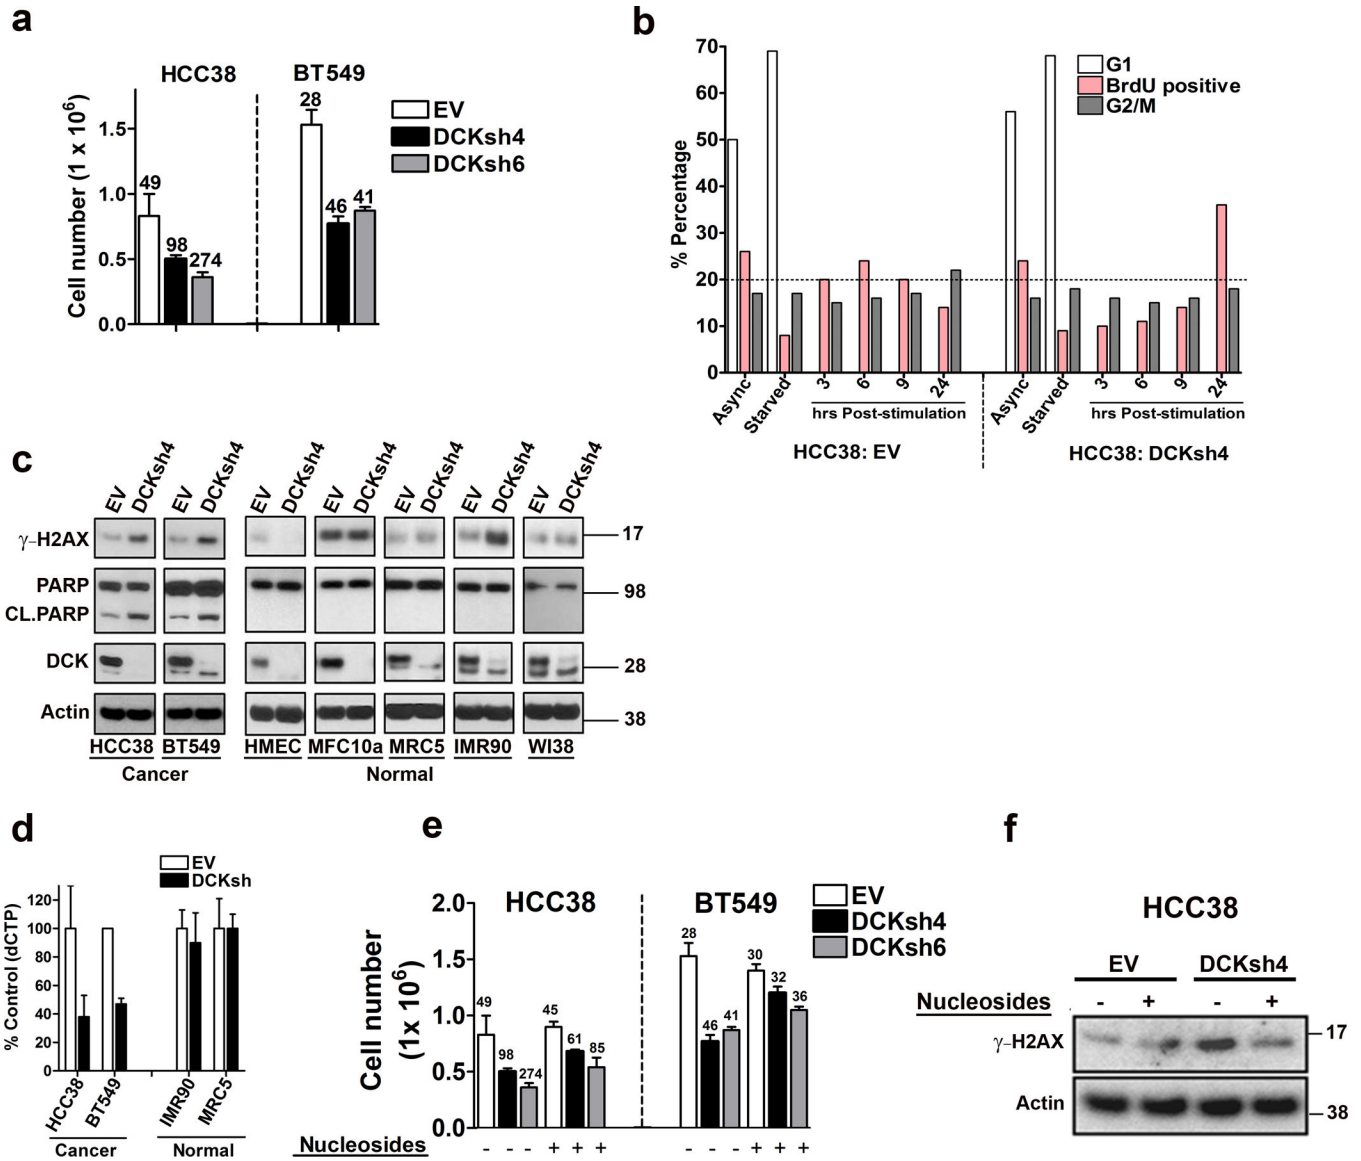 a
HCC38
BT549
Cell number (1 x 10⁶)
1.5
1.0
0.5
0.0
49
98
274
28
46
41
EV
DCKsh4
DCKsh6
b
% Percentage
70
60
50
40
30
20
10
0
G1
BrdU positive
G2/M
Async
Starved
3
6
9
24
Async
Starved
3
6
9
24
hrs Post-stimulation
hrs Post-stimulation
HCC38: EV
HCC38: DCKsh4
c
EV DCKsh4 EV DCKsh4 EV DCKsh4 EV DCKsh4 EV DCKsh4 EV DCKsh4 EV DCKsh4
γ-H2AX
17
PARP
98
CL.PARP
DCK
28
Actin
38
HCC38 BT549 HMEC MFC10a MRC5 IMR90 WI38
Cancer
Normal
d
EV
DCKsh
% Control (dCTP)
120
100
80
60
40
20
0
HCC38
BT549
IMR90
MRC5
Cancer
Normal
e
HCC38
BT549
EV
DCKsh4
DCKsh6
Cell number
(1x 10⁶)
2.0
1.5
1.0
0.5
0.0
49
98
274
45
61
85
28
46
41
30
32
36
Nucleosides
- - - + + + - - - + + +
f
HCC38
EV
DCKsh4
Nucleosides
- + - +
γ-H2AX
17
Actin
38